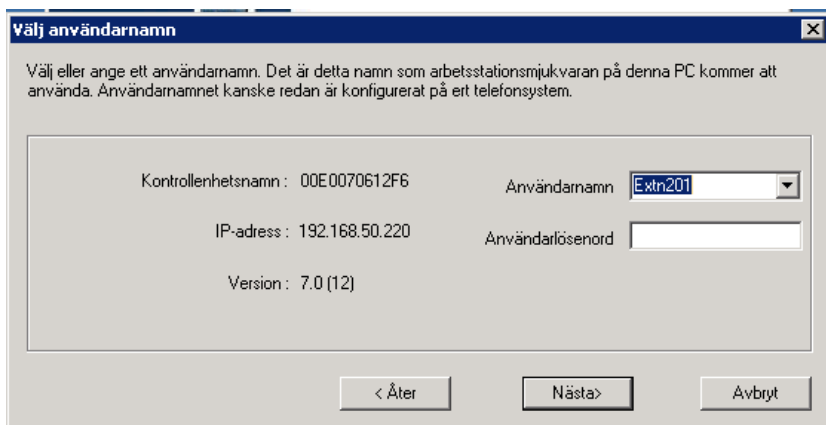 Välj användarnamn
Välj eller ange ett användarnamn. Det är detta namn som arbetsstationsmjukvaran på denna PC kommer att
använda. Användarnamnet kanske redan är konfigurerat på ert telefonsystem.
Kontrollenhetsnamn : 00E0070612F6
Användarnamn Extn201
IP-adress : 192.168.50.220
Användarlösenord
Version : 7.0 (12)
< Åter Nästa> Avbryt